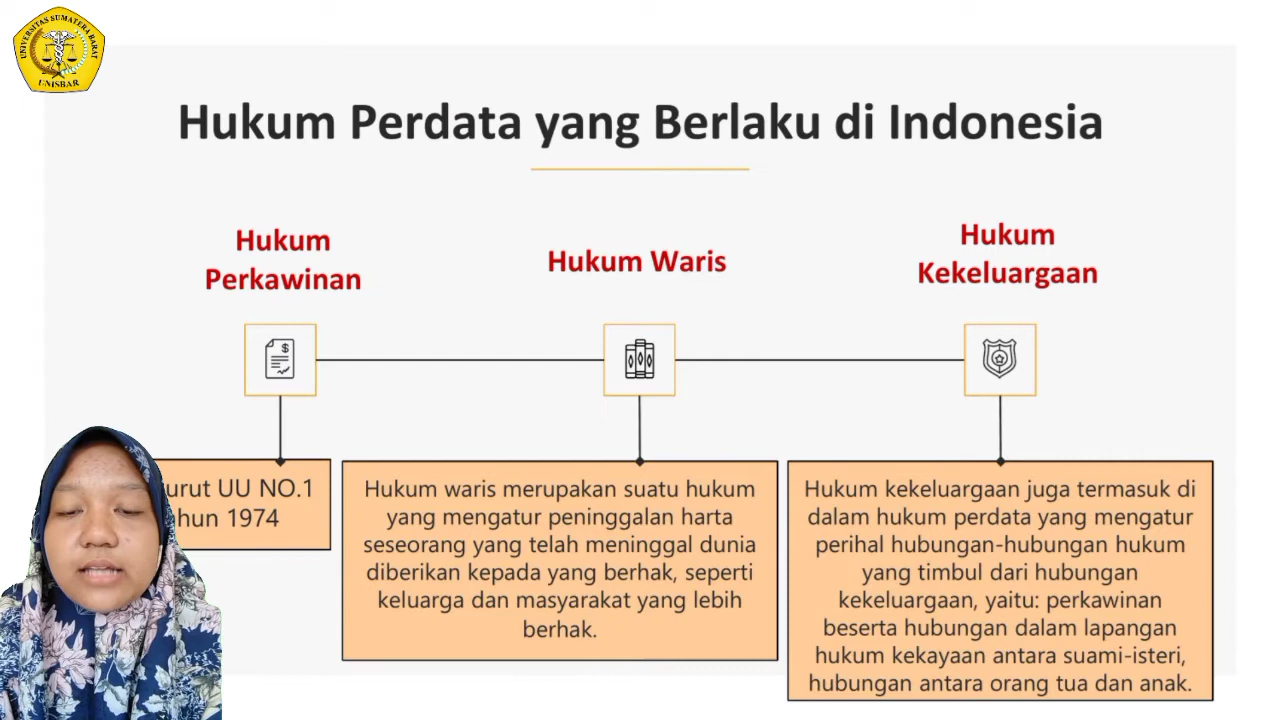 UNIVERSITAS SUMATERA BARAT
UNISBAR
Hukum Perdata yang Berlaku di Indonesia
Hukum
Perkawinan
Hukum Waris
Hukum
Kekeluargaan
UU NO.1
1974
Hukum waris merupakan suatu hukum
yang mengatur peninggalan harta
seseorang yang telah meninggal dunia
diberikan kepada yang berhak, seperti
keluarga dan masyarakat yang lebih
berhak.
Hukum kekeluargaan juga termasuk di
dalam hukum perdata yang mengatur
perihal hubungan-hubungan hukum
yang timbul dari hubungan
kekeluargaan, yaitu: perkawinan
beserta hubungan dalam lapangan
hukum kekayaan antara suami-isteri,
hubungan antara orang tua dan anak.